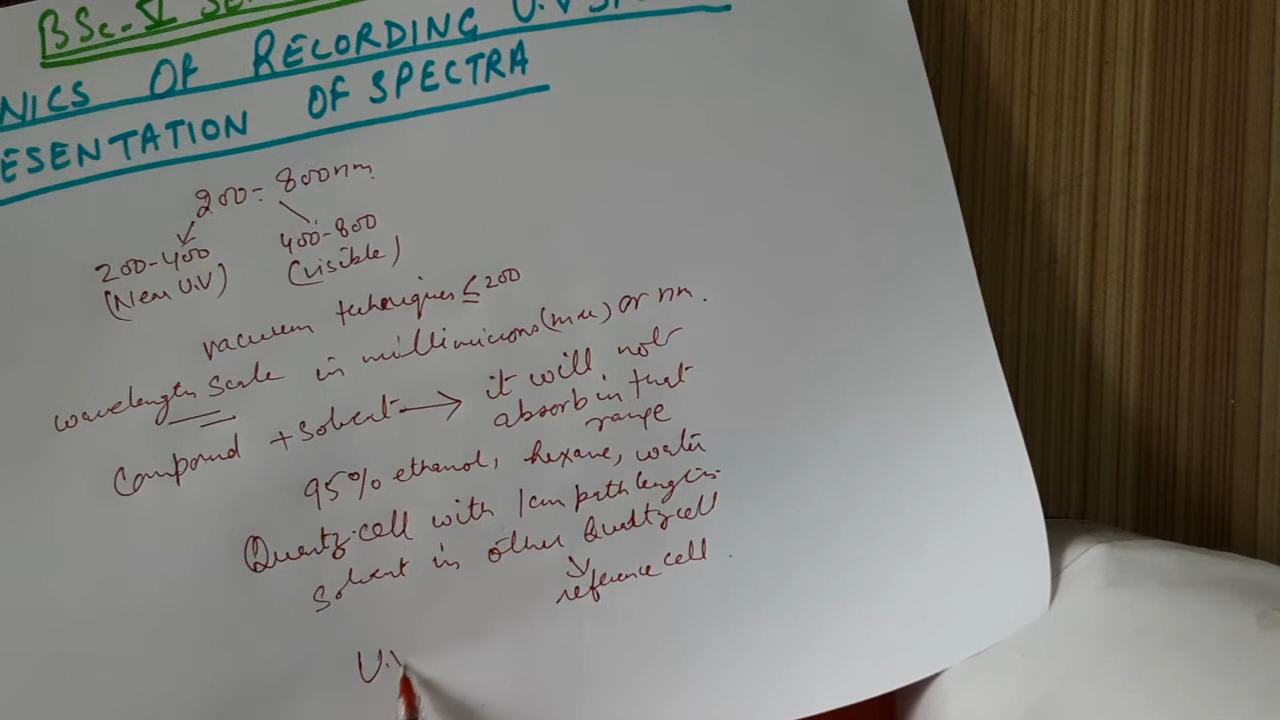 BSc-V
NICS OF RECORDING U.V
ESENTATION OF SPECTRA
200-800nm
200-400 400-800
(Near U.V) (visible)
vacuum techniques ≤ 200
wavelength scale in millimicrons (mμ) or nm.
Compound + Solvent → it will not
absorb in that
range
95% ethanol, hexane, water
Quartz cell with 1cm path length
Solvent in other Quartz cell
reference cell.
U.V